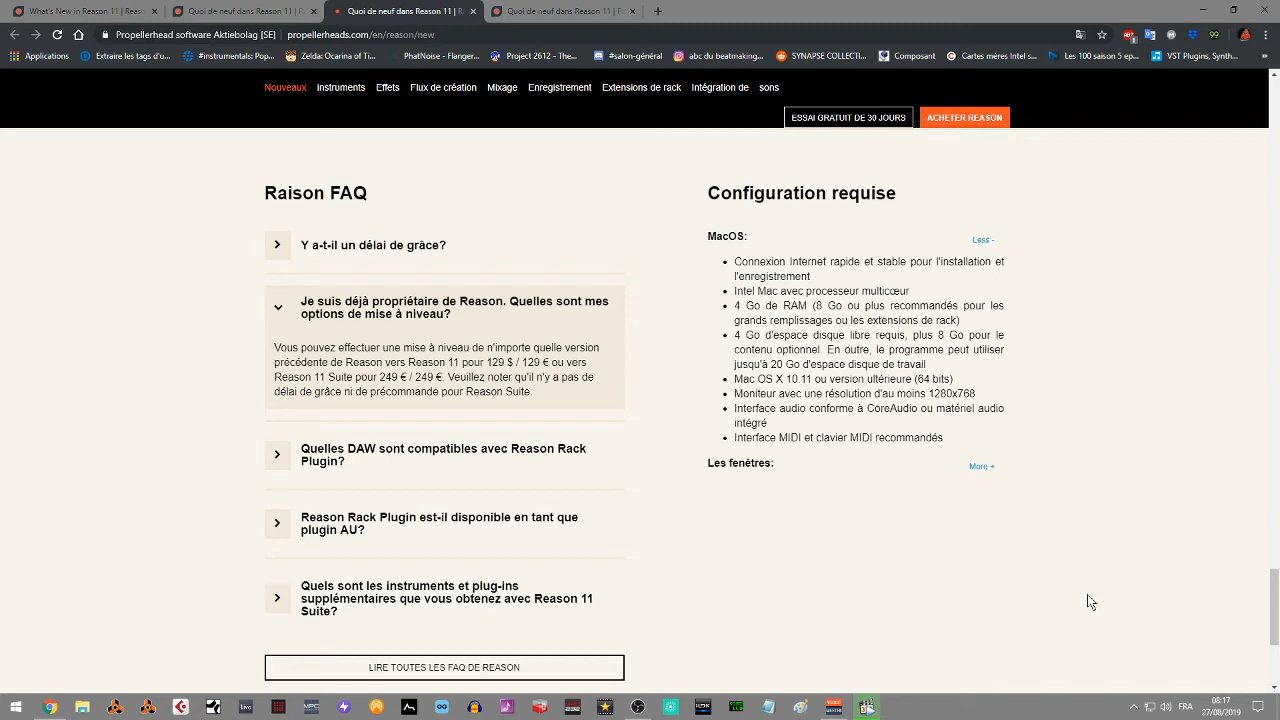 What's New in Reason 11 | Reas
Quoi de neuf dans Reason 11 | R
Reason 11 | R
Quoi de neuf dans Reason 11 | R
Propellerhead software Aktiebolag [SE] | propellerheads.com/en/reason/new
Applications
Extraire les tags d'u...
#instrumentals: Pos
Zeldac Ocarina of Ti...
PhatNoise - Flanger...
Project 2612 - The...
#salon-général
abc du beatmaking...
SYNAPSE COLLECTI...
Composant
Cartes mères Intel s...
Les 100 saison 5 ep...
VST Plugins, Synth...
Nouveaux
Instruments
Effets
Flux de création
Mixage
Enregistrement
Extensions de rack
Intégration de
sons
ESSAI GRATUIT DE 30 JOURS
ACHETER REASON
Raison FAQ
Y a-t-il un délai de grâce?
Je suis déjà propriétaire de Reason. Quelles sont mes
options de mise à niveau?
Vous pouvez effectuer une mise à niveau de n'importe quelle version
précédente de Reason vers Reason 11 pour 129 $ / 129 € ou vers
Reason 11 Suite pour 249 € / 249 €. Veuillez noter qu'il n'y a pas de
délai de grâce ni de précommande pour Reason Suite.
Quelles DAW sont compatibles avec Reason Rack
Plugin?
Reason Rack Plugin est-il disponible en tant que
plugin AU?
Quels sont les instruments et plug-ins
supplémentaires que vous obtenez avec Reason 11
Suite?
LIRE TOUTES LES FAQ DE REASON
Configuration requise
MacOS:
Less -
Connexion Internet rapide et stable pour l'installation et
l'enregistrement
Intel Mac avec processeur multicœur
4 Go de RAM (8 Go ou plus recommandés pour les
grands remplissages ou les extensions de rack)
4 Go d'espace disque libre requis, plus 8 Go pour le
contenu optionnel. En outre, le programme peut utiliser
jusqu'à 20 Go d'espace disque de travail
Mac OS X 10.11 ou version ultérieure (64 bits)
Moniteur avec une résolution d'au moins 1280x768
Interface audio conforme à CoreAudio ou matériel audio
intégré
Interface MIDI et clavier MIDI recommandés
Les fenêtres:
More +
Live
MPC
FRA
08:17
27/08/2019